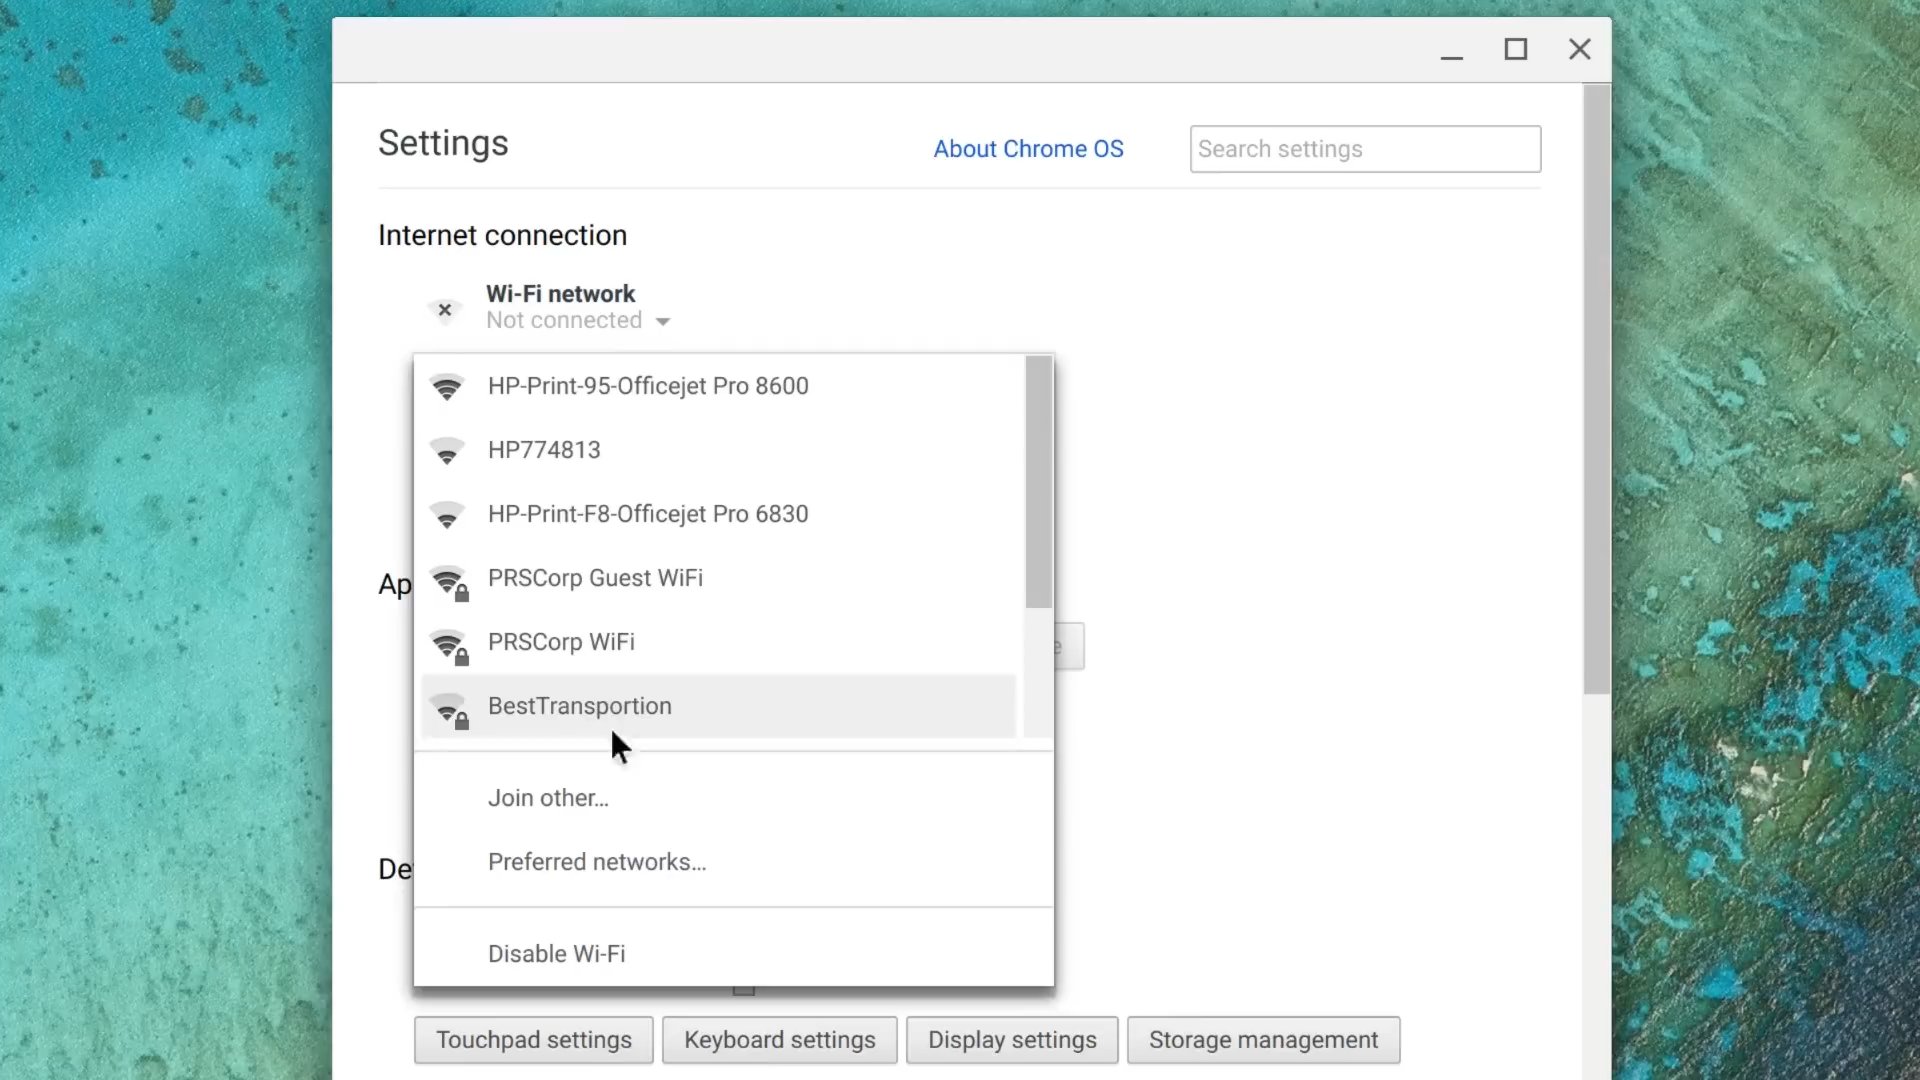 Settings
About Chrome OS
Search settings
Internet connection
Wi-Fi network
Not connected
HP-Print-95-Officejet Pro 8600
HP774813
HP-Print-F8-Officejet Pro 6830
PRSCorp Guest WiFi
Ap
PRSCorp WiFi
e
BestTransportion
Join other...
Preferred networks...
De
Disable Wi-Fi
Touchpad settings
Keyboard settings
Display settings
Storage management